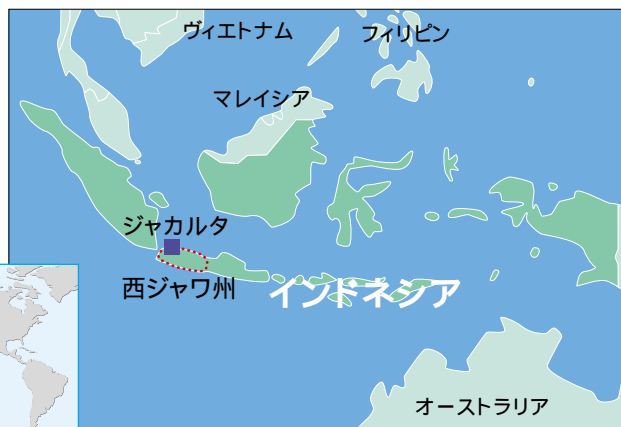 ヴィエトナム
フィリピン
マレイシア
ジャカルタ
西ジャワ州
インドネシア
オーストラリア